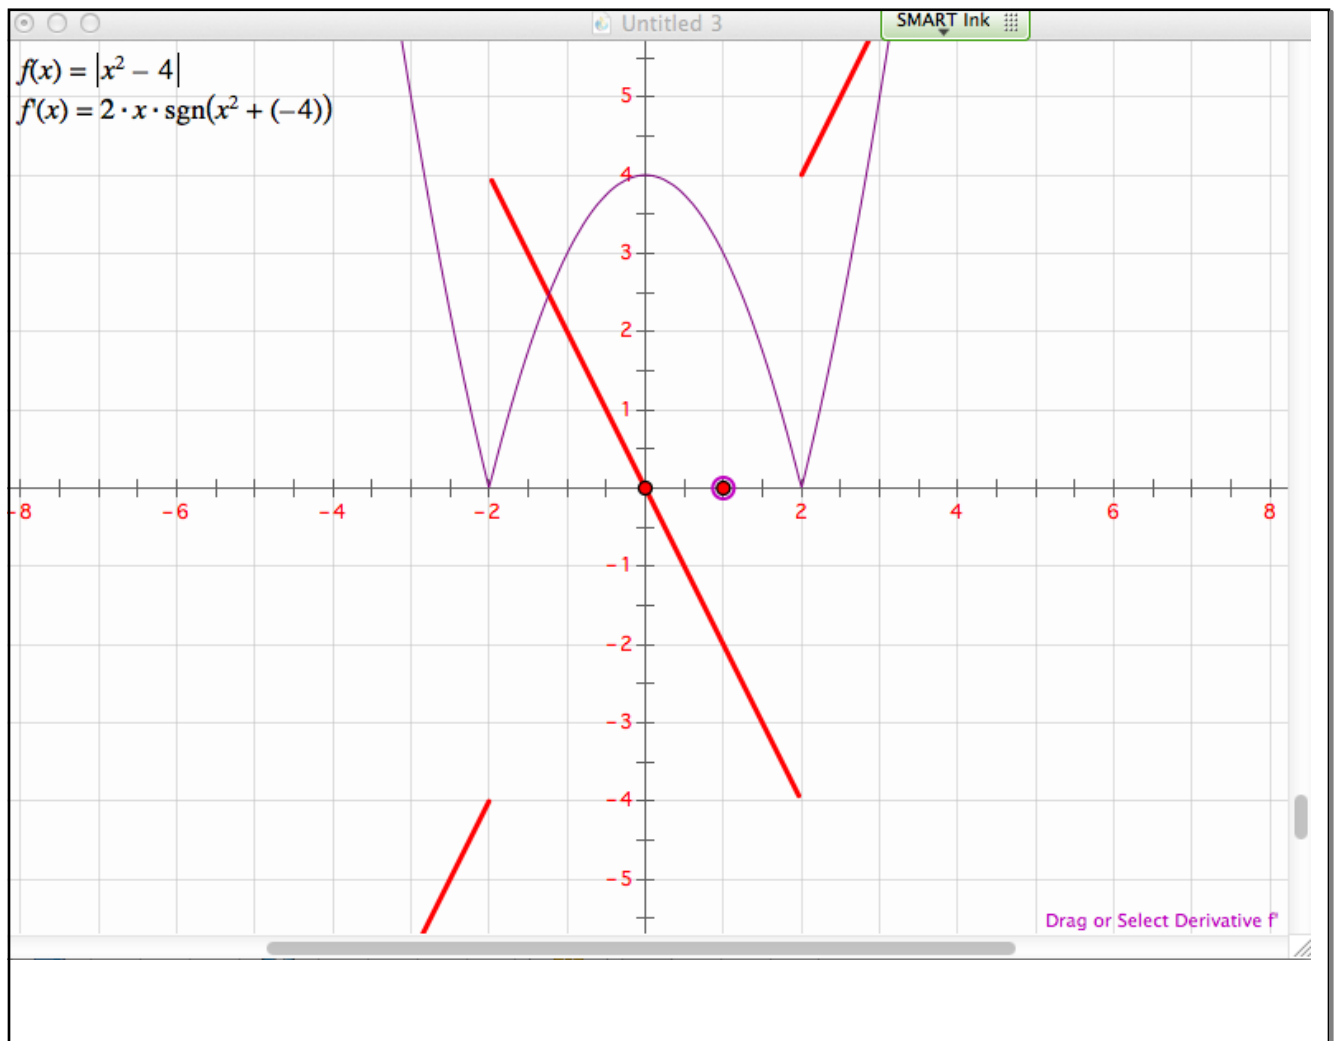 Untitled 3
SMART Ink
f(x) = |x² − 4|
f'(x) = 2 · x · sgn(x² + (−4))
5
4
3
2
1
-8 -6 -4 -2 2 4 6 8
-1
-2
-3
-4
-5
Drag or Select Derivative f'